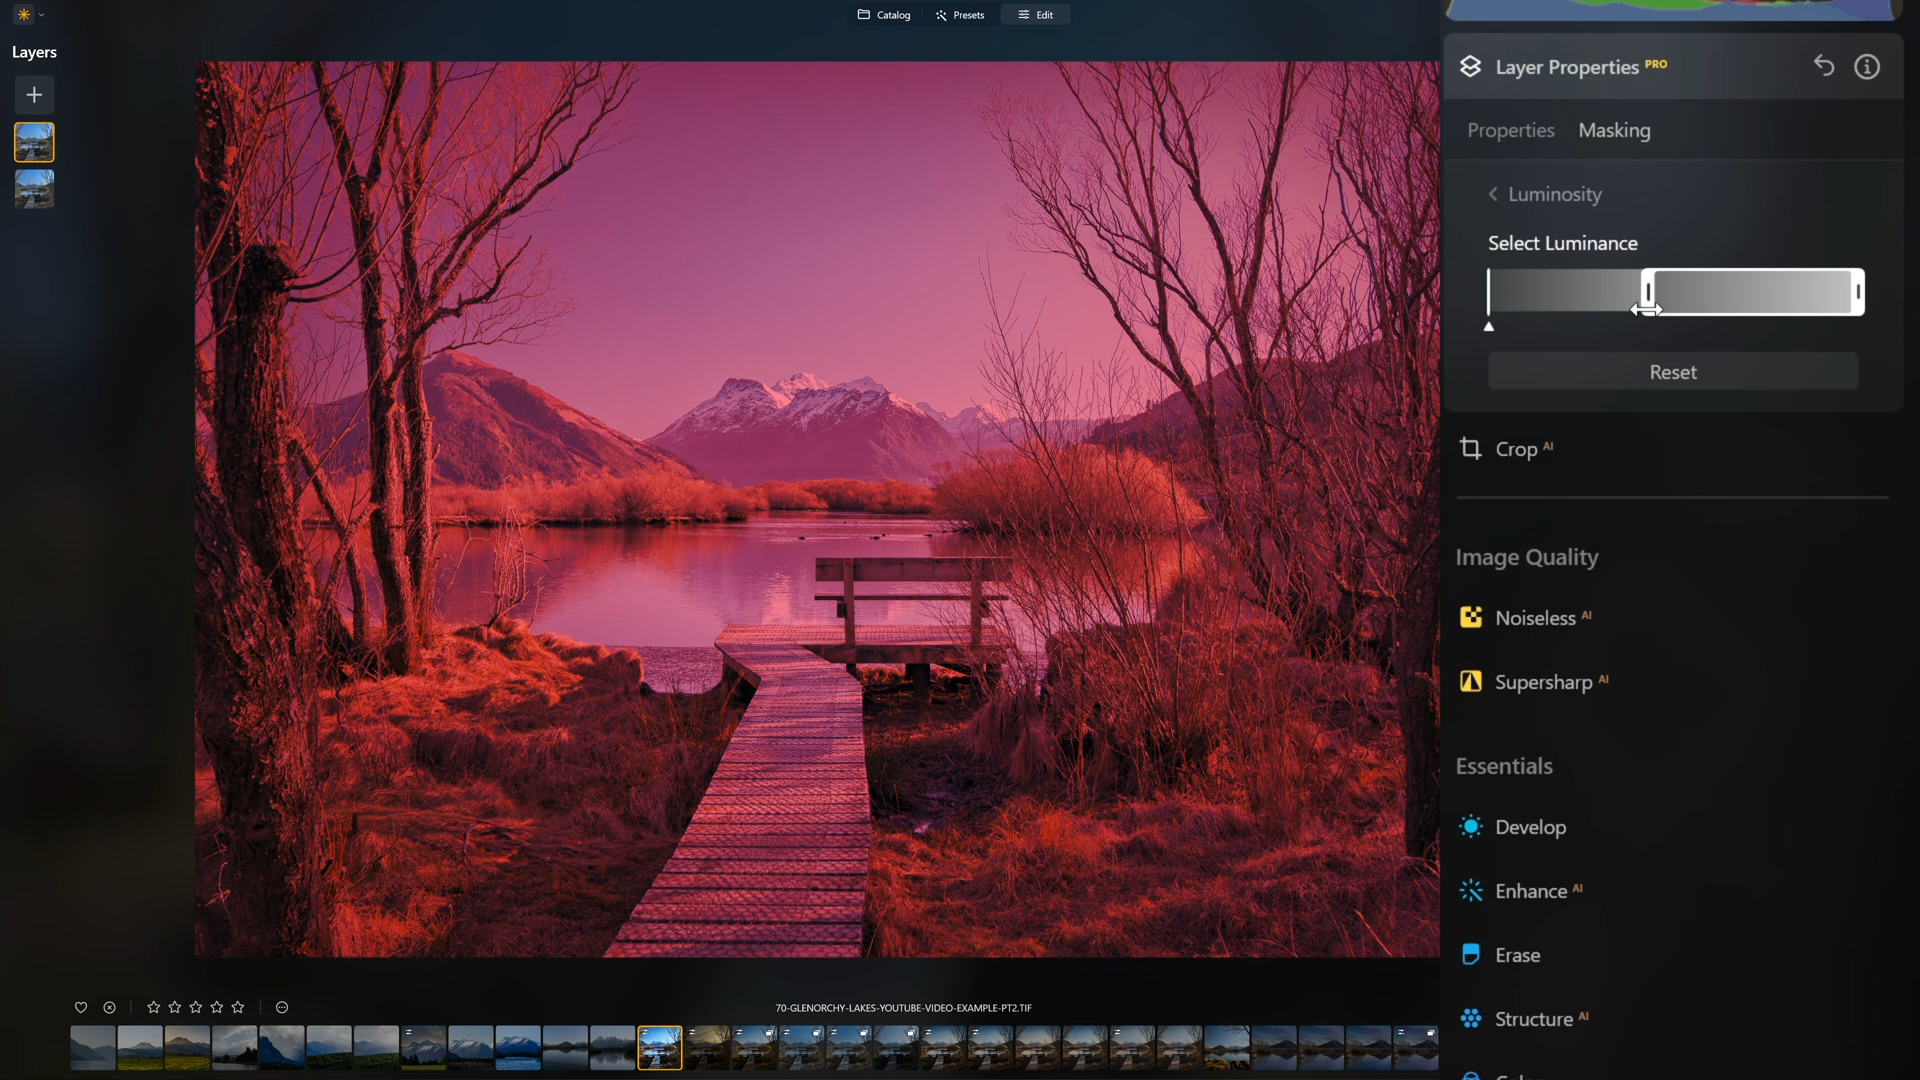 Catalog
Presets
Edit
Layers
Layer Properties PRO
Properties
Masking
Luminosity
Select Luminance
Reset
Crop AI
Image Quality
Noiseless AI
Supersharp AI
Essentials
Develop
Enhance AI
Erase
Structure AI
70-GLENORCHY-LAKES-YOUTUBE-VIDEO-EXAMPLE-PT2.TIF